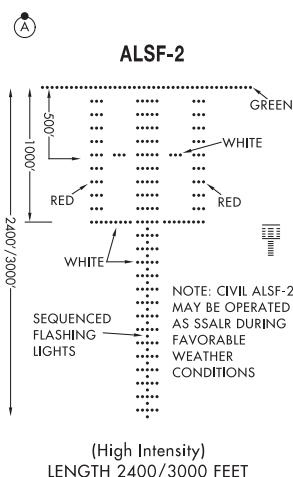 A
ALSF-2
GREEN
500'
1000'
WHITE
RED
RED
2400'/3000'
WHITE
SEQUENCED
FLASHING
LIGHTS
NOTE: CIVIL ALSF-2
MAY BE OPERATED
AS SSALR DURING
FAVORABLE
WEATHER
CONDITIONS
(High Intensity)
LENGTH 2400/3000 FEET